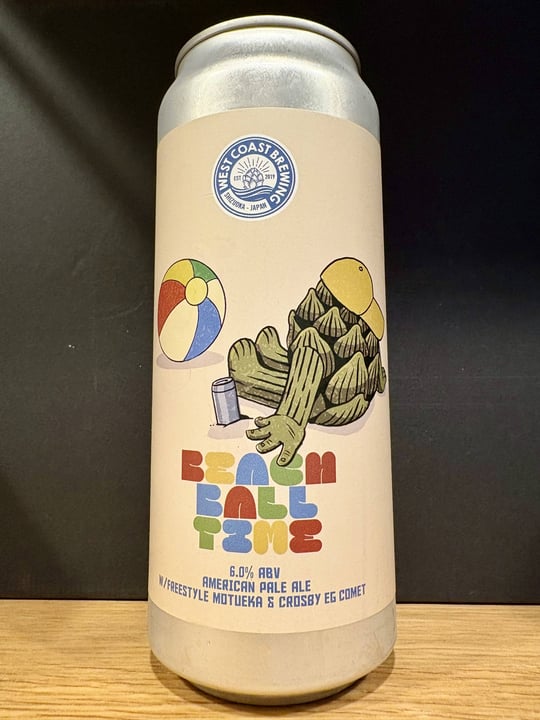 WEST COAST BREWING
EST 2019
SHIZUOKA - JAPAN
BEACH
BALL
TIME
6.0% ABV
AMERICAN PALE ALE
W/FREESTYLE MOTUEKA & CROSBY EG COMET